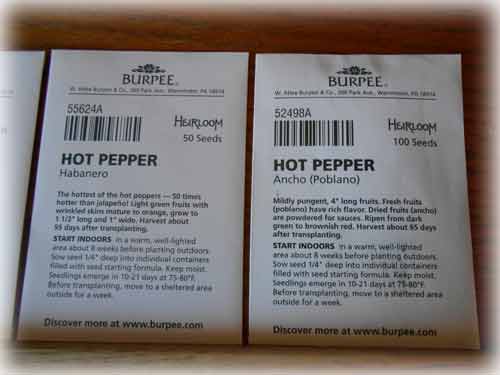 BURPEE®
W. Atlee Burpee & Co., 300 Park Ave., Warminster, PA 18974
55624A
HEIRLOOM
50 Seeds
HOT PEPPER
Habanero
The hottest of the hot peppers — 50 times
hotter than jalapeño! Light green fruits with
wrinkled skins mature to orange, grow to
1 1/2" long and 1" wide. Harvest about
95 days after transplanting.
START INDOORS in a warm, well-lighted
area about 8 weeks before planting outdoors.
Sow seed 1/4" deep into individual containers
filled with seed starting formula. Keep moist.
Seedlings emerge in 10-21 days at 75-80°F.
Before transplanting, move to a sheltered area
outside for a week.
Discover more at www.burpee.com
BURPEE®
W. Atlee Burpee & Co., 300 Park Ave., Warminster, PA 18974
52498A
HEIRLOOM
100 Seeds
HOT PEPPER
Ancho (Poblano)
Mildly pungent, 4" long fruits. Fresh fruits
(poblano) have rich flavor. Dried fruits (ancho)
are powdered for sauces. Ripen from dark
green to brownish red. Harvest about 65 days
after transplanting.
START INDOORS in a warm, well-lighted
area about 8 weeks before planting outdoors.
Sow seed 1/4" deep into individual containers
filled with seed starting formula. Keep moist.
Seedlings emerge in 10-21 days at 75-80°F.
Before transplanting, move to a sheltered area
outside for a week.
Discover more at www.burpee.com